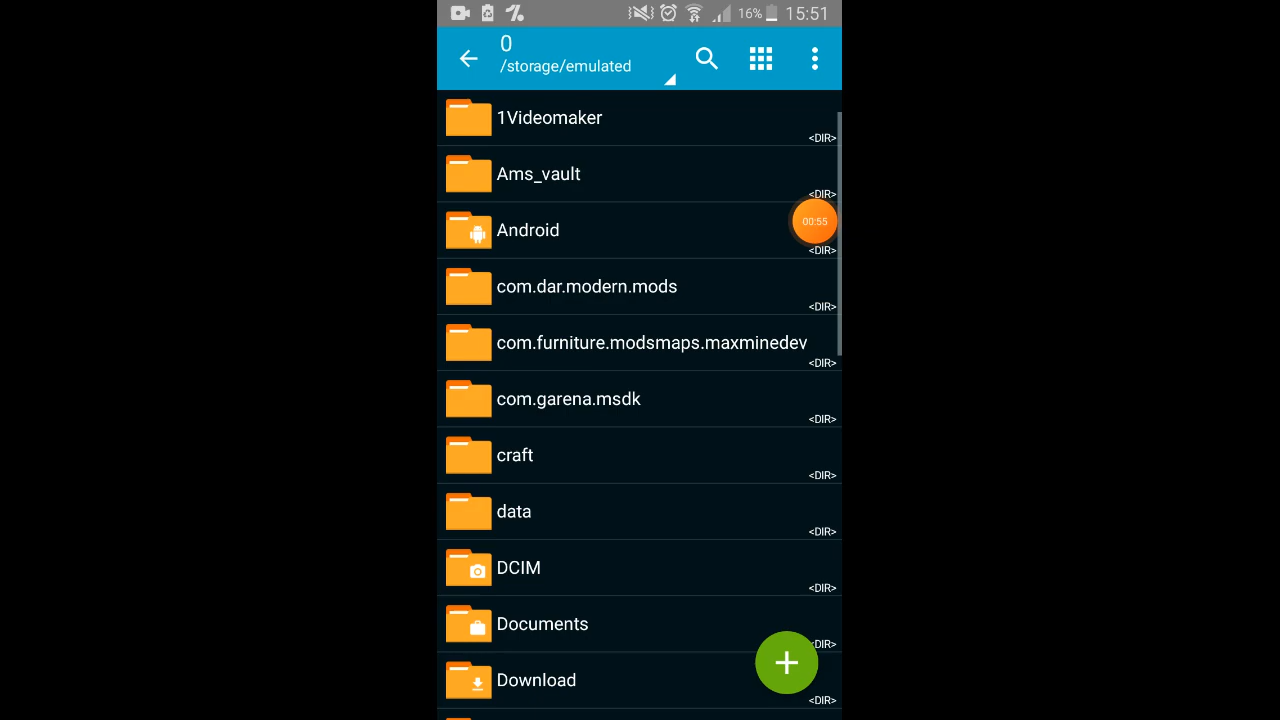 16% 15:51
0
/storage/emulated
1Videomaker
<DIR>
Ams_vault
<DIR>
00:55
Android
<DIR>
com.dar.modern.mods
<DIR>
com.furniture.modsmaps.maxminedev
<DIR>
com.garena.msdk
<DIR>
craft
<DIR>
data
<DIR>
DCIM
<DIR>
Documents
<DIR>
Download
<DIR>